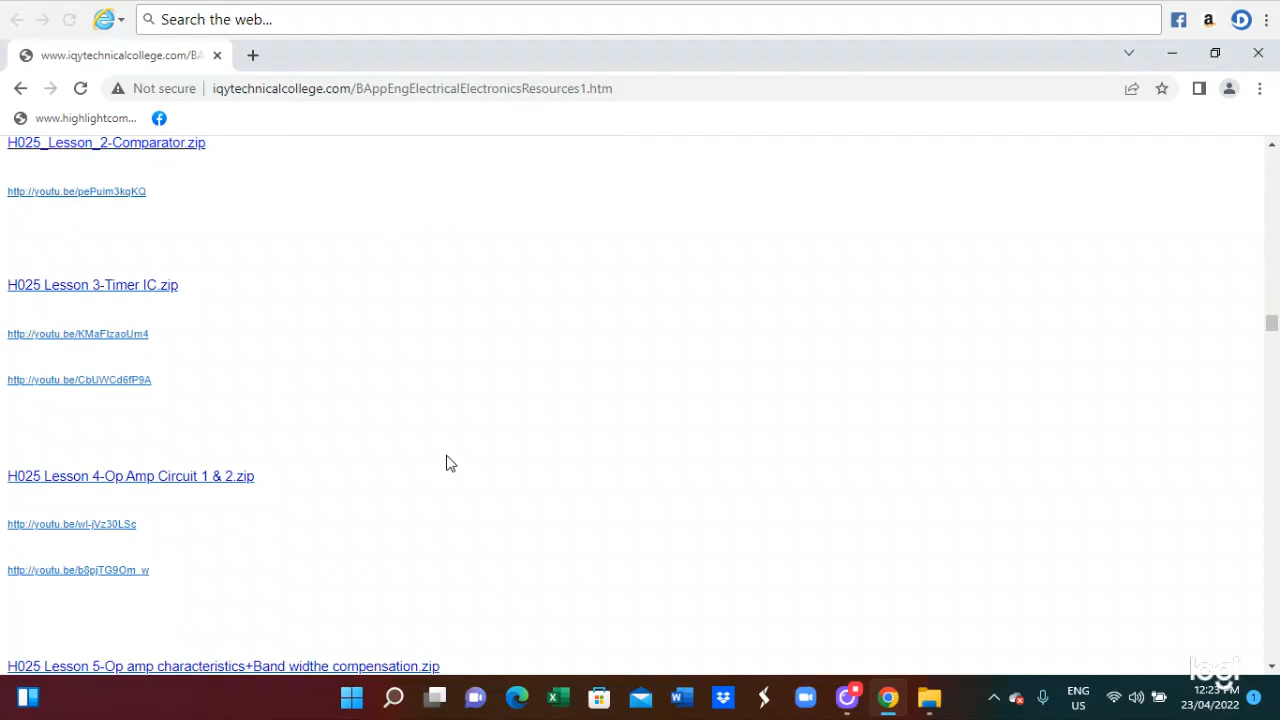 Search the web...
www.iqytechnicalcollege.com/BA
Not secure
iqytechnicalcollege.com/BAppEngElectricalElectronicsResources1.htm
www.highlightcom...
H025_Lesson_2-Comparator.zip
http://youtu.be/pePuim3kqKQ
H025 Lesson 3-Timer IC.zip
http://youtu.be/KMaFIzaoUm4
http://youtu.be/CbUWCd6fP9A
H025 Lesson 4-Op Amp Circuit 1 & 2.zip
http://youtu.be/wl-jVz30LSc
http://youtu.be/b8pjTG9Om_w
H025 Lesson 5-Op amp characteristics+Band widthe compensation.zip
logi
ENG
US
12:23 PM
23/04/2022